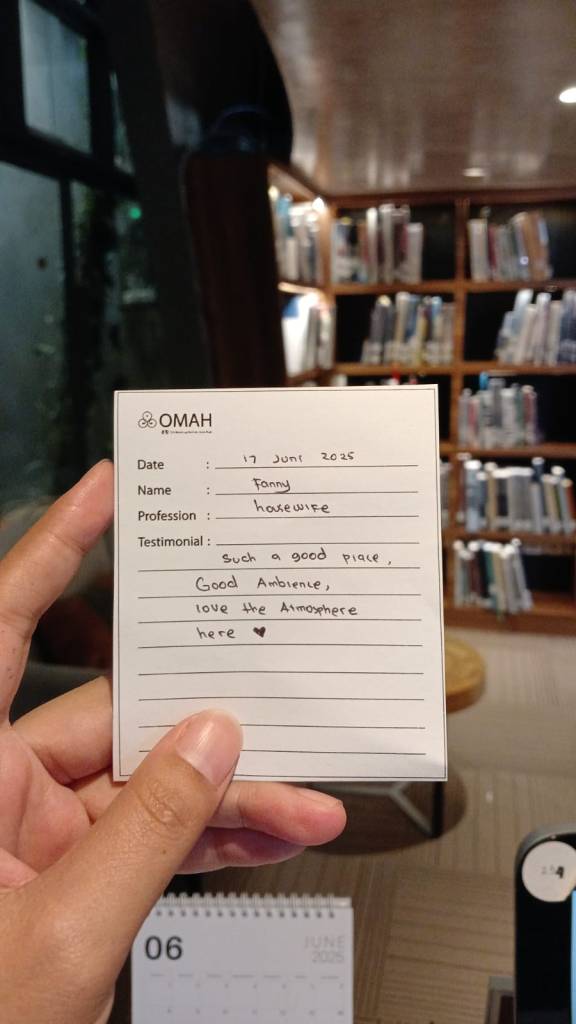 OMAH
Date : 17 Juni 2025
Name : Fanny
Profession : housewife
Testimonial :
Such a good place,
Good Ambience,
love the Atmosphere
here ♥
06
JUNE
2025